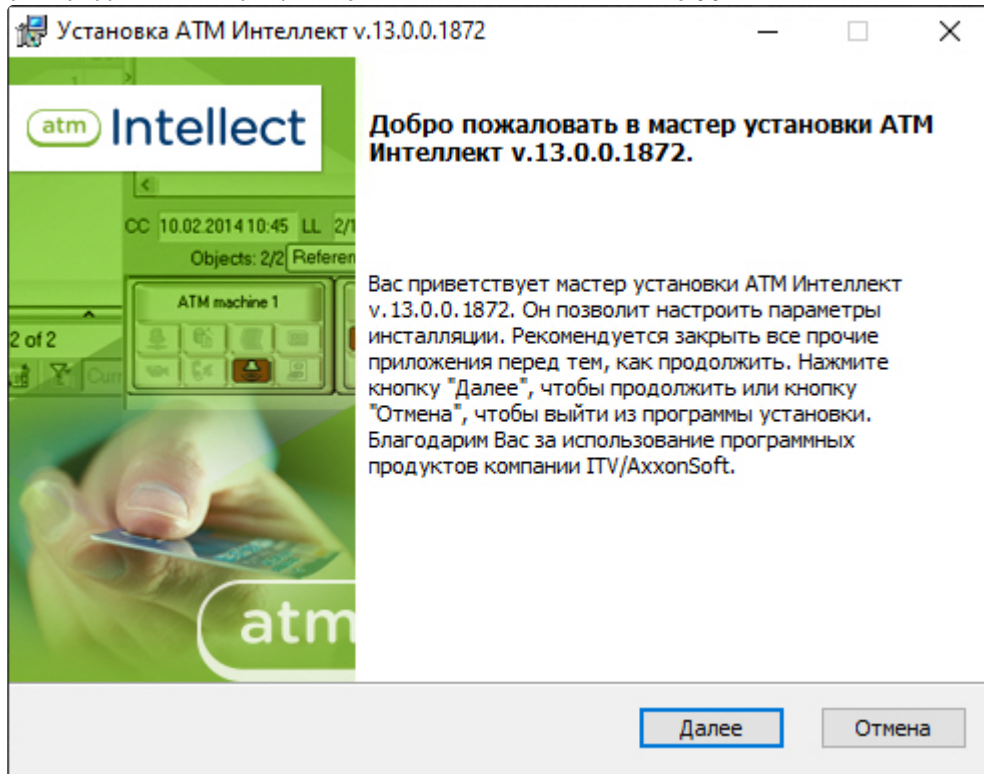 Установка АТМ Интеллект v.13.0.0.1872
atm Intellect
CC 10.02.2014 10:45 LL 2/1
Objects: 2/2
ATM machine 1
2 of 2
atm
Добро пожаловать в мастер установки АТМ
Интеллект v.13.0.0.1872.
Вас приветствует мастер установки АТМ Интеллект
v.13.0.0.1872. Он позволит настроить параметры
инсталляции. Рекомендуется закрыть все прочие
приложения перед тем, как продолжить. Нажмите
кнопку "Далее", чтобы продолжить или кнопку
"Отмена", чтобы выйти из программы установки.
Благодарим Вас за использование программных
продуктов компании ITV/AxxonSoft.
Далее
Отмена